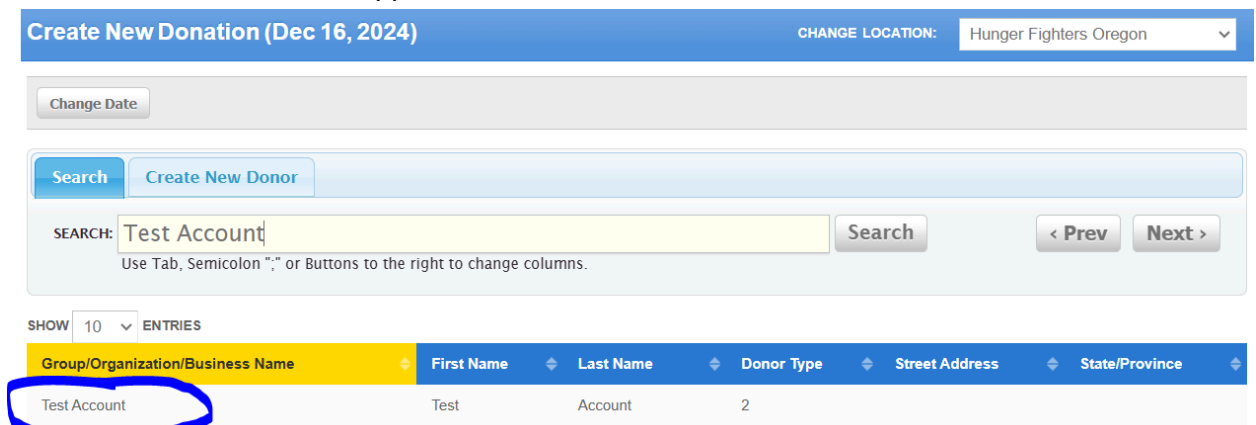 Create New Donation (Dec 16, 2024) CHANGE LOCATION: Hunger Fighters Oregon
Change Date
Search Create New Donor
SEARCH: Test Account Search ‹ Prev Next ›
Use Tab, Semicolon ";" or Buttons to the right to change columns.
SHOW 10 ENTRIES
Group/Organization/Business Name First Name Last Name Donor Type Street Address State/Province
Test Account Test Account 2